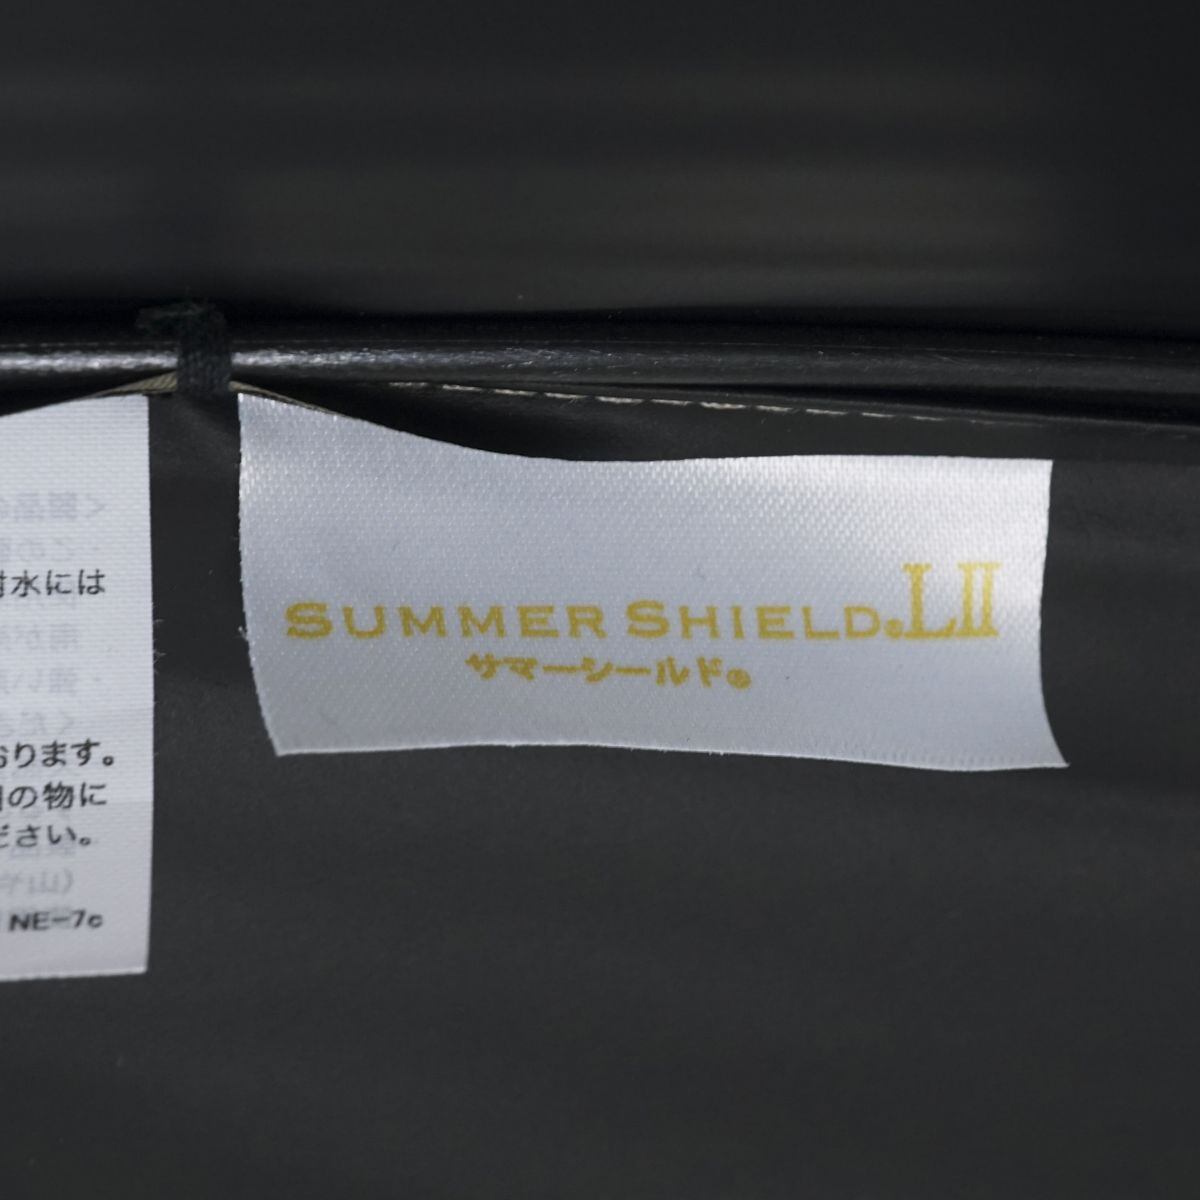 水には
おります。
の物に
ださい。
NE-7c
SUMMER SHIELD®LII
サマーシールド®